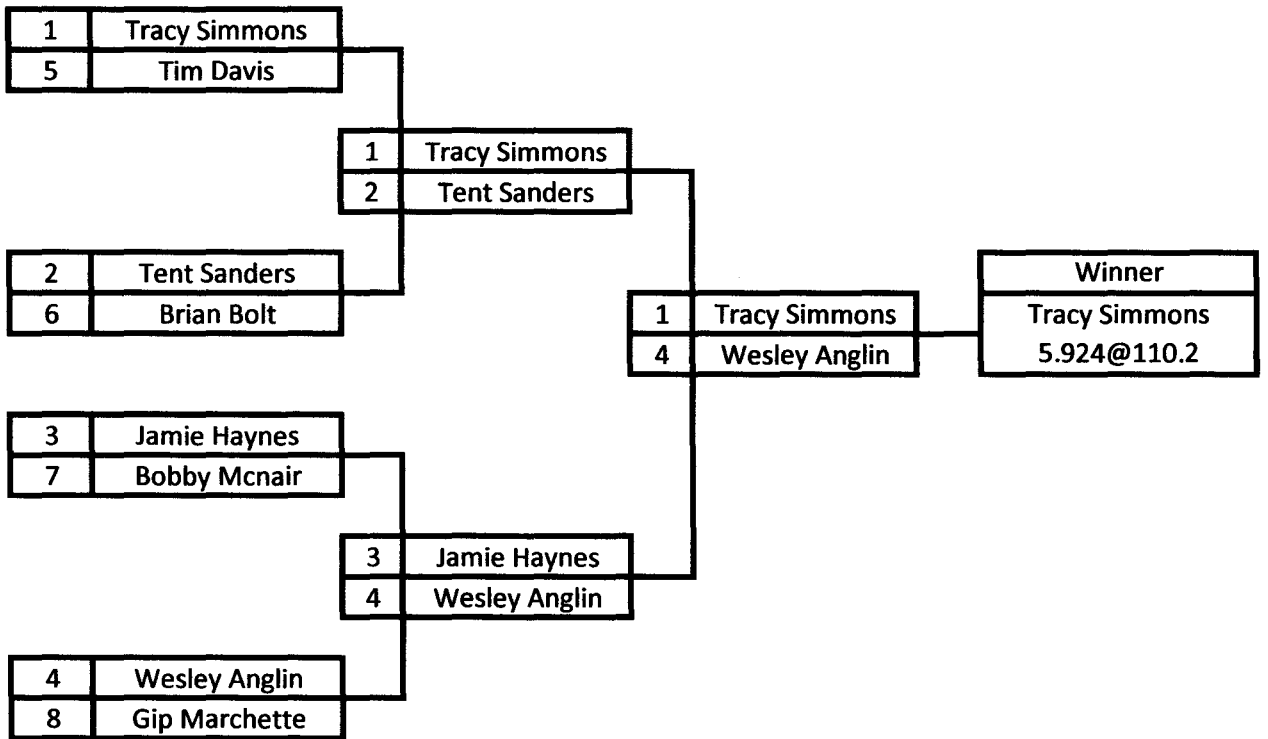 1 Tracy Simmons
5 Tim Davis
1 Tracy Simmons
2 Tent Sanders
2 Tent Sanders
6 Brian Bolt
Winner
1 Tracy Simmons
4 Wesley Anglin
Tracy Simmons
5.924@110.2
3 Jamie Haynes
7 Bobby Mcnair
3 Jamie Haynes
4 Wesley Anglin
4 Wesley Anglin
8 Gip Marchette